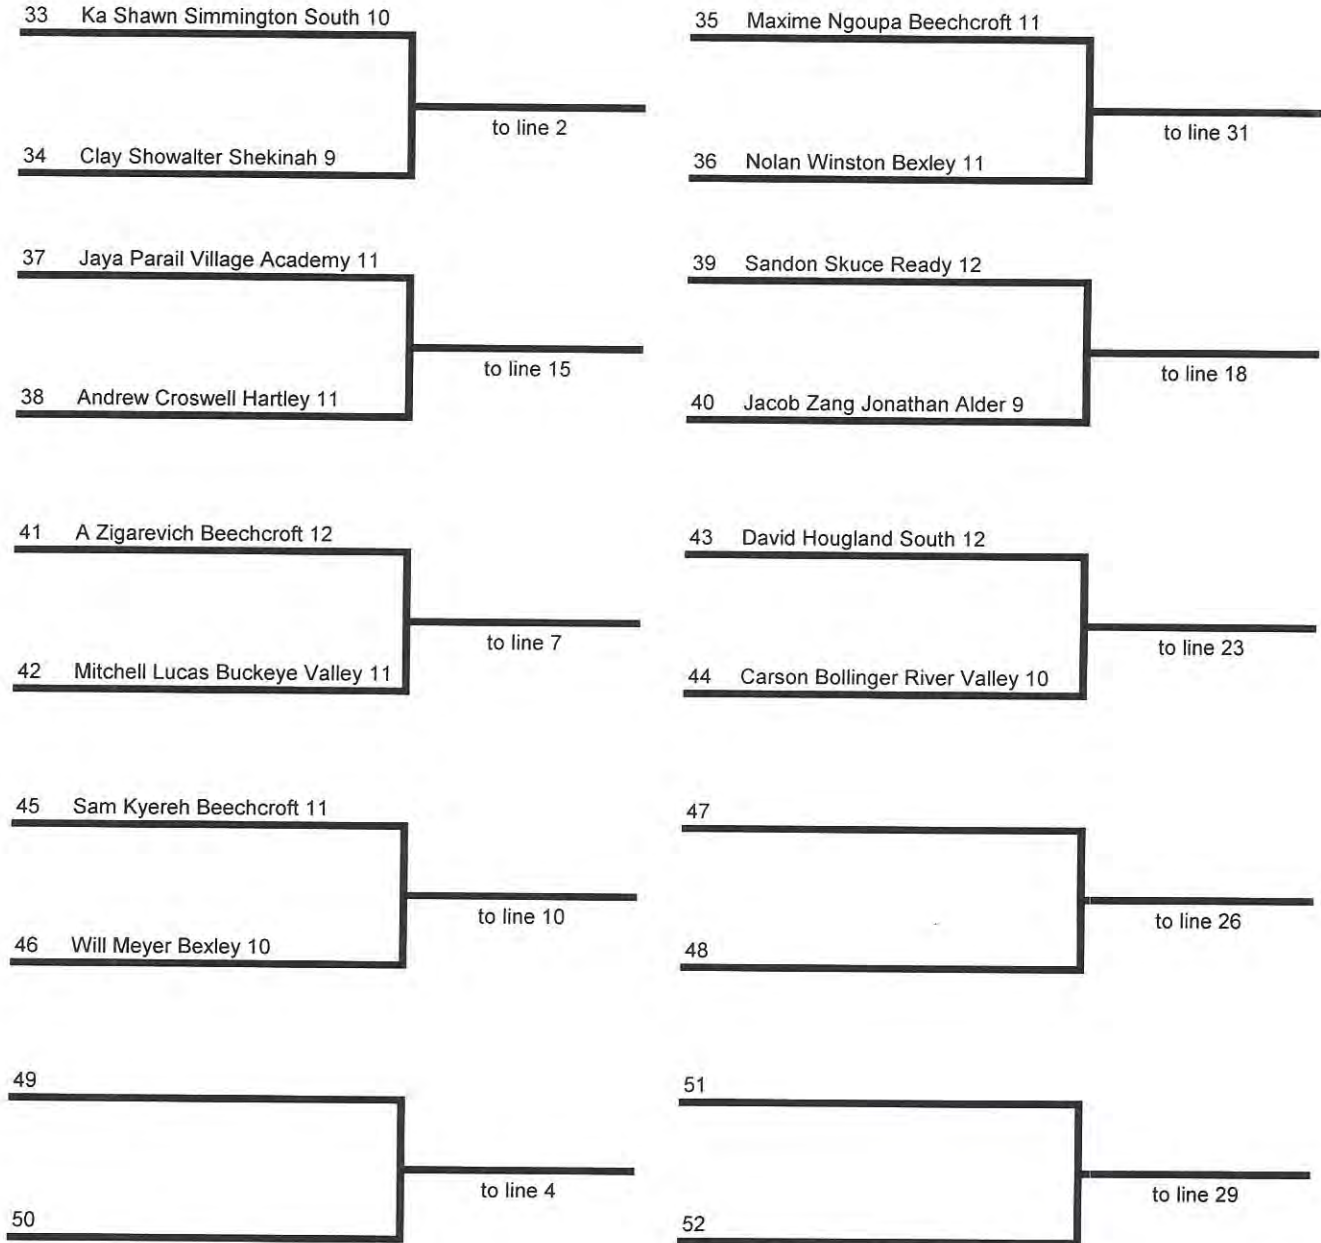 33 Ka Shawn Simmington South 10
to line 2
34 Clay Showalter Shekinah 9
35 Maxime Ngoupa Beechcroft 11
to line 31
36 Nolan Winston Bexley 11
37 Jaya Parail Village Academy 11
to line 15
38 Andrew Croswell Hartley 11
39 Sandon Skuce Ready 12
to line 18
40 Jacob Zang Jonathan Alder 9
41 A Zigarevich Beechcroft 12
to line 7
42 Mitchell Lucas Buckeye Valley 11
43 David Hougland South 12
to line 23
44 Carson Bollinger River Valley 10
45 Sam Kyereh Beechcroft 11
to line 10
46 Will Meyer Bexley 10
47
to line 26
48
49
to line 4
50
51
to line 29
52